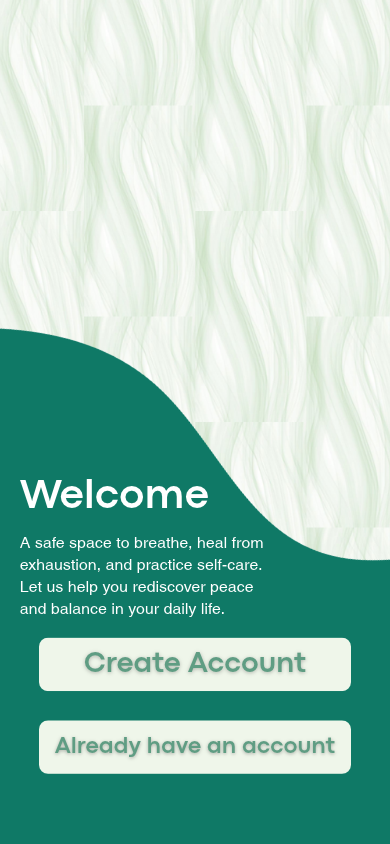 Welcome
A safe space to breathe, heal from
exhaustion, and practice self-care.
Let us help you rediscover peace
and balance in your daily life.
Create Account
Already have an account